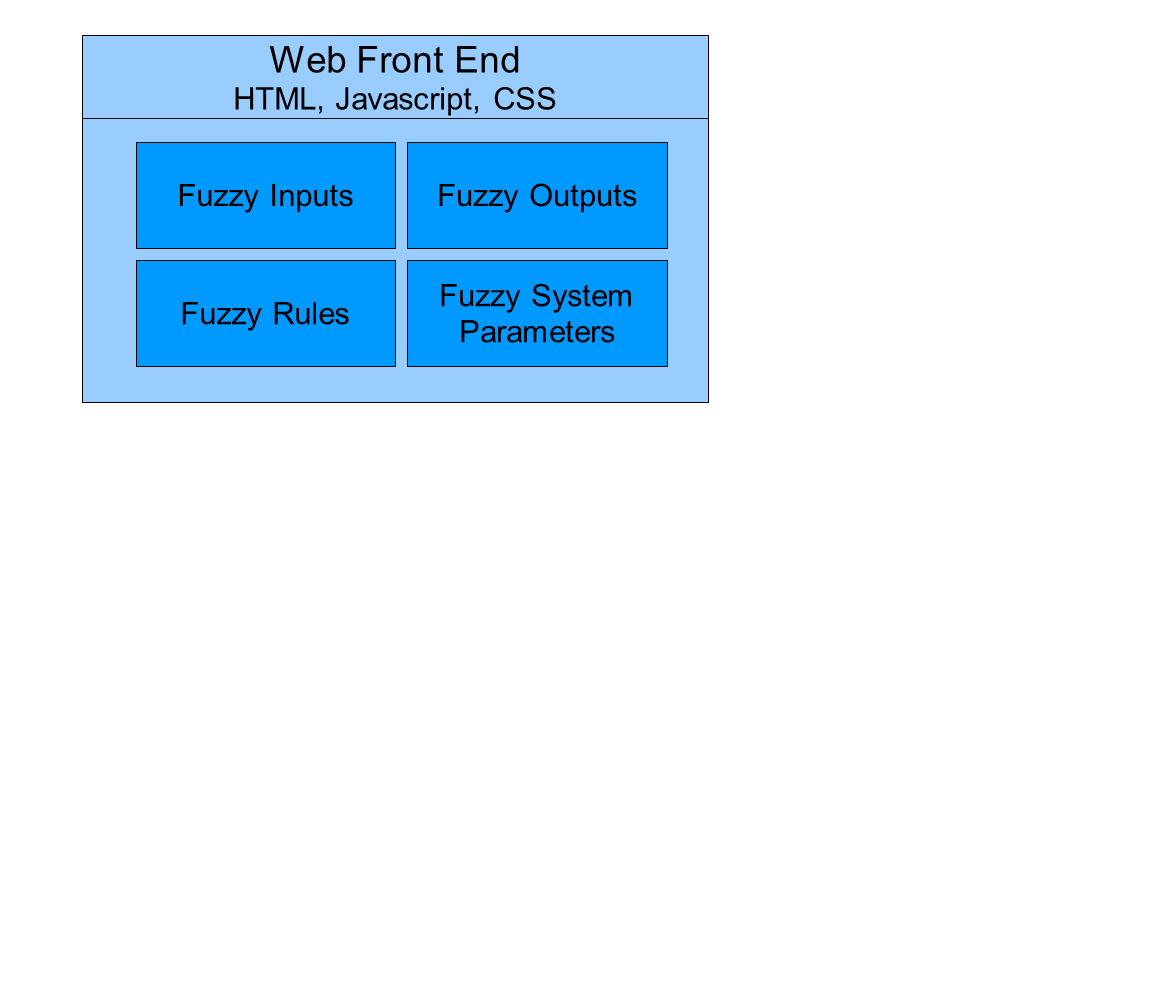 Web Front End
HTML, Javascript, CSS
Fuzzy Inputs
Fuzzy Outputs
Fuzzy Rules
Fuzzy System
Parameters